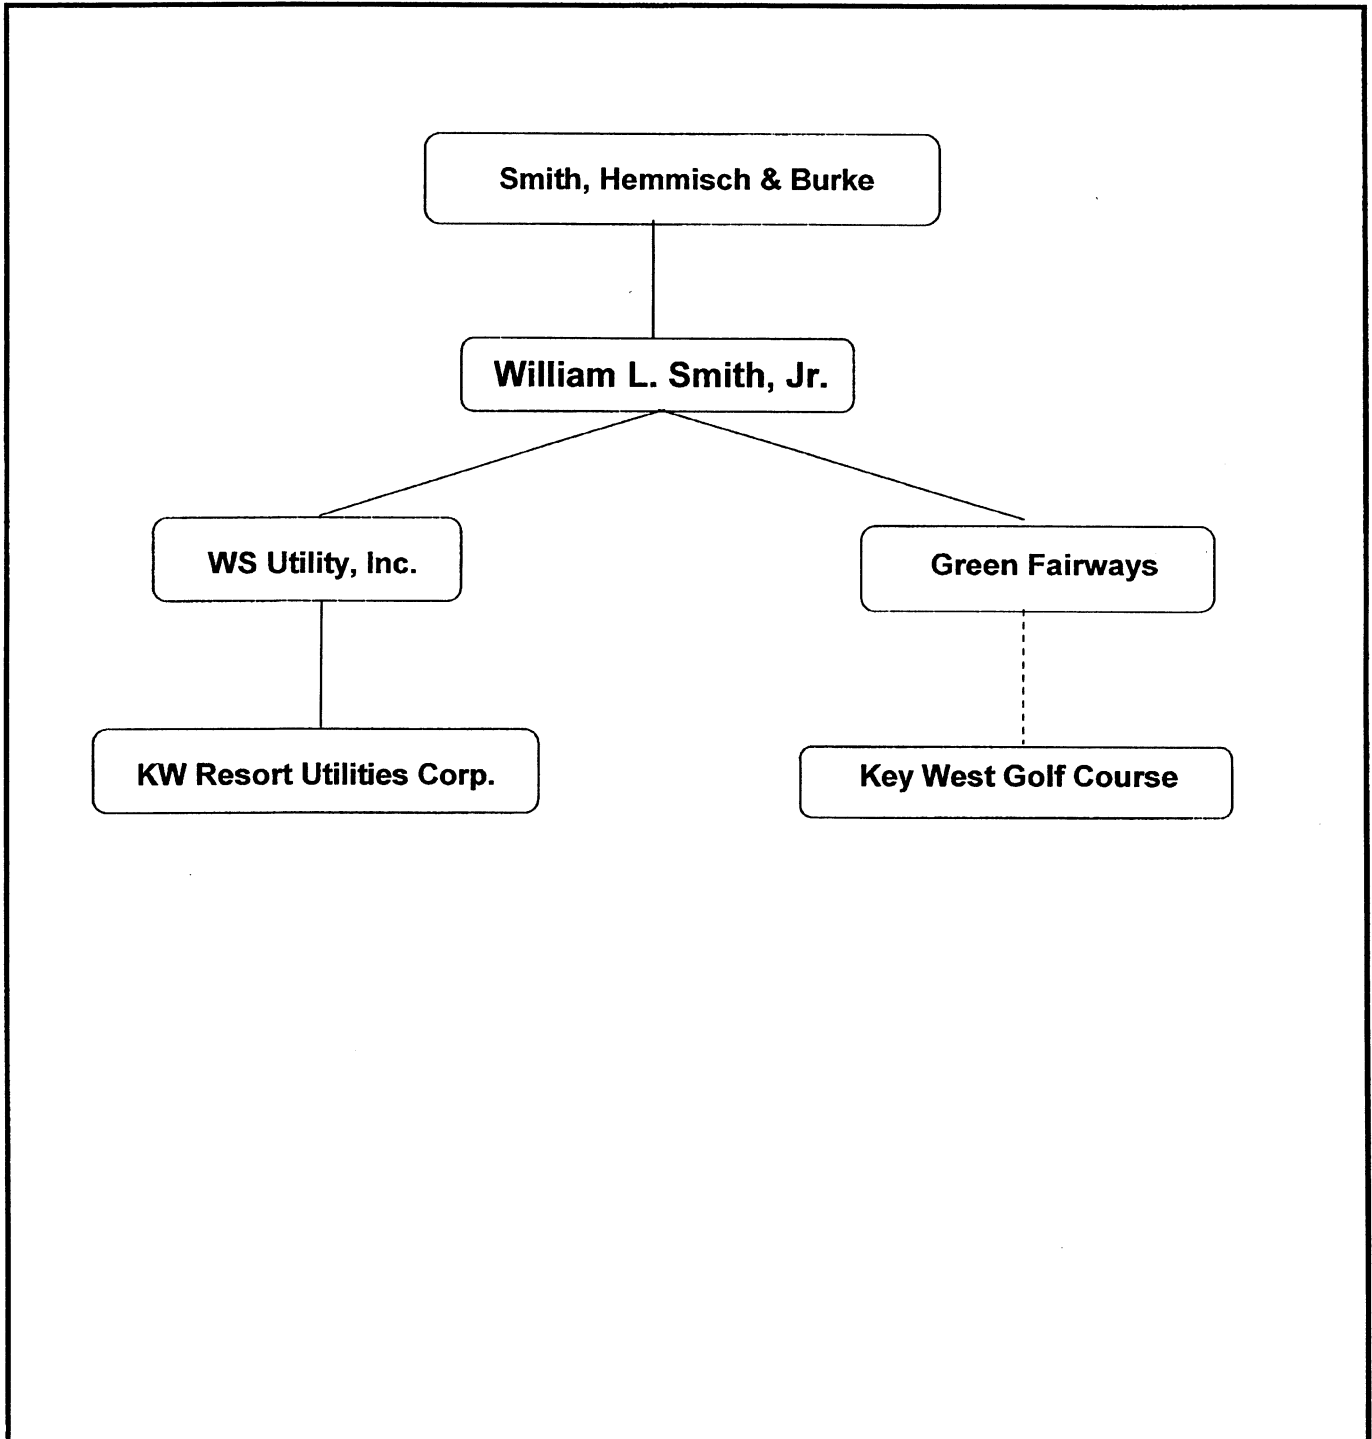 Smith, Hemmisch & Burke
William L. Smith, Jr.
WS Utility, Inc.
Green Fairways
KW Resort Utilities Corp.
Key West Golf Course